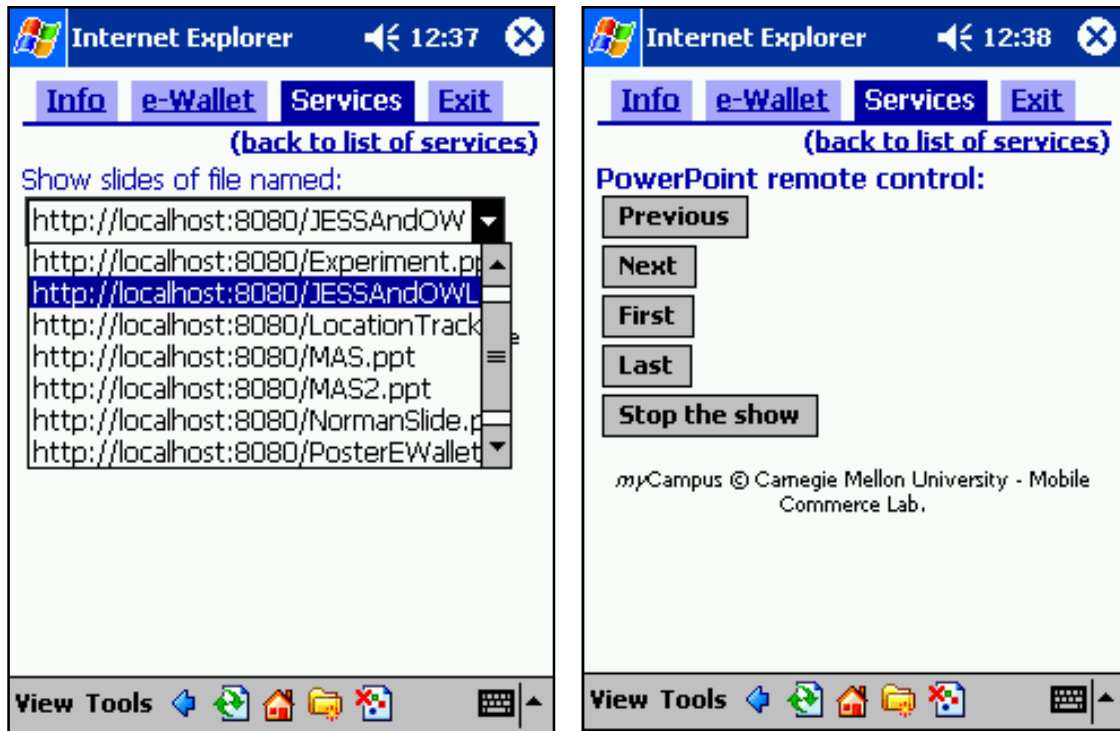 Internet Explorer 12:37
Info e-Wallet Services Exit
(back to list of services)
Show slides of file named:
http://localhost:8080/JESSAndOW
http://localhost:8080/Experiment.pp
http://localhost:8080/JESSAndOWL
http://localhost:8080/LocationTrack
http://localhost:8080/MAS.ppt
http://localhost:8080/MAS2.ppt
http://localhost:8080/NormanSlide.p
http://localhost:8080/PosterEWallet
View Tools
Internet Explorer 12:38
Info e-Wallet Services Exit
(back to list of services)
PowerPoint remote control:
Previous
Next
First
Last
Stop the show
myCampus © Carnegie Mellon University - Mobile
Commerce Lab.
View Tools